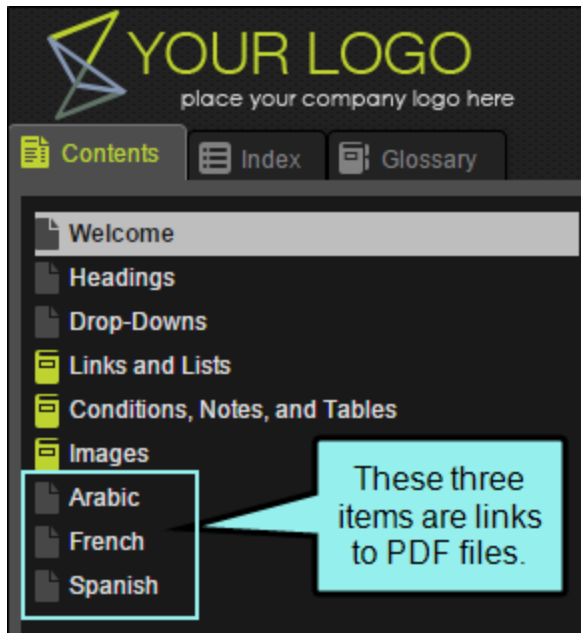 YOUR LOGO
place your company logo here
Contents Index Glossary
Welcome
Headings
Drop-Downs
Links and Lists
Conditions, Notes, and Tables
Images
Arabic
French
Spanish
These three
items are links
to PDF files.